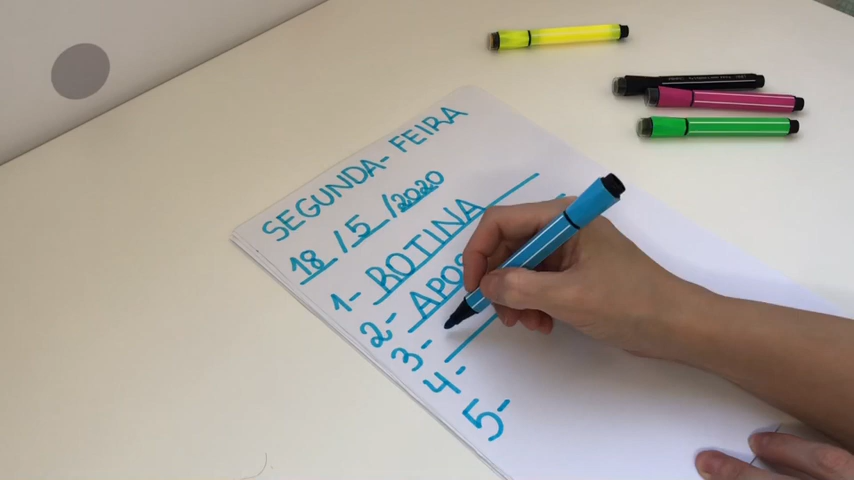 SEGUNDA-FEIRA
18/5/2020
1- ROTINA
2-
3-
4-
5-